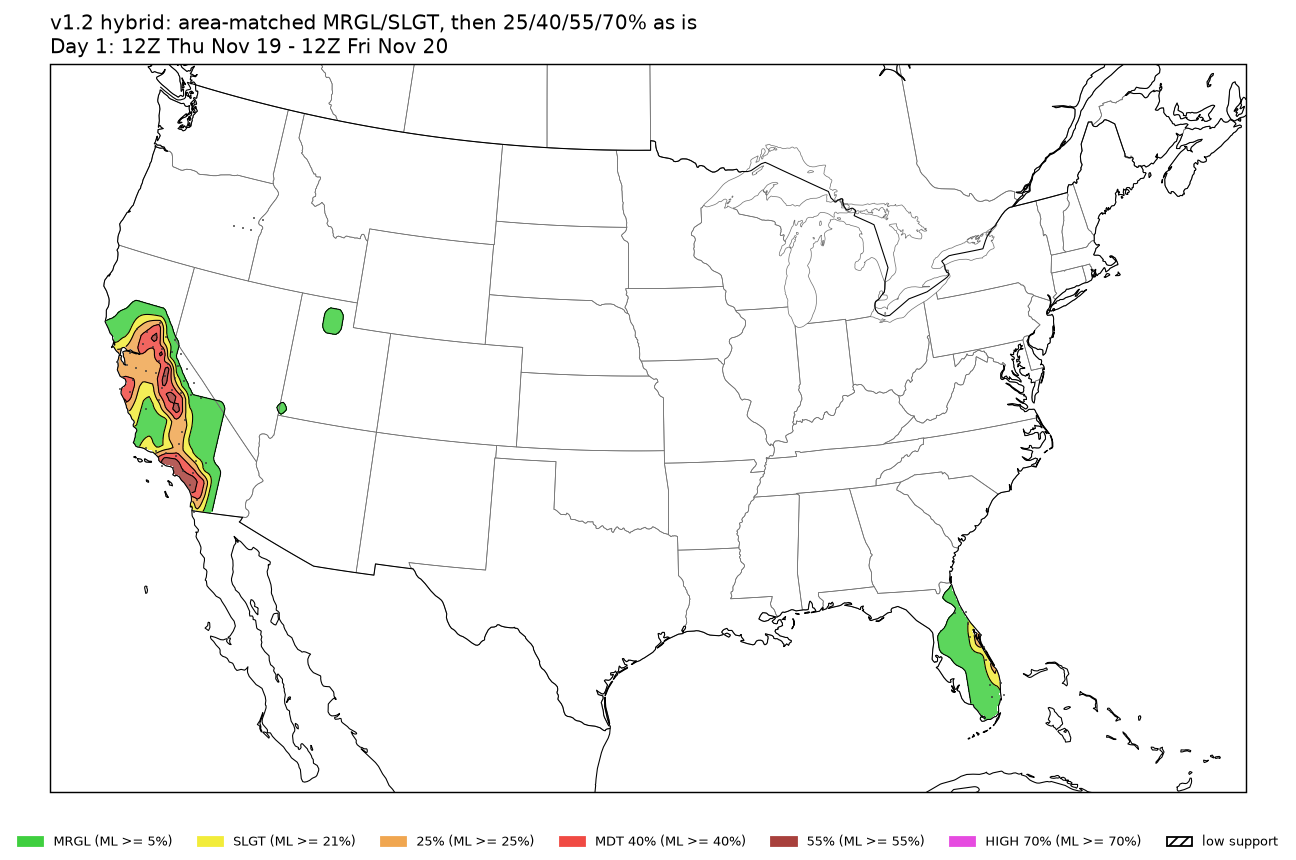 v1.2 hybrid: area-matched MRGL/SLGT, then 25/40/55/70% as is
Day 1: 12Z Thu Nov 19 - 12Z Fri Nov 20
MRGL (ML >= 5%) SLGT (ML >= 21%) 25% (ML >= 25%) MDT 40% (ML >= 40%) 55% (ML >= 55%) HIGH 70% (ML >= 70%) low support